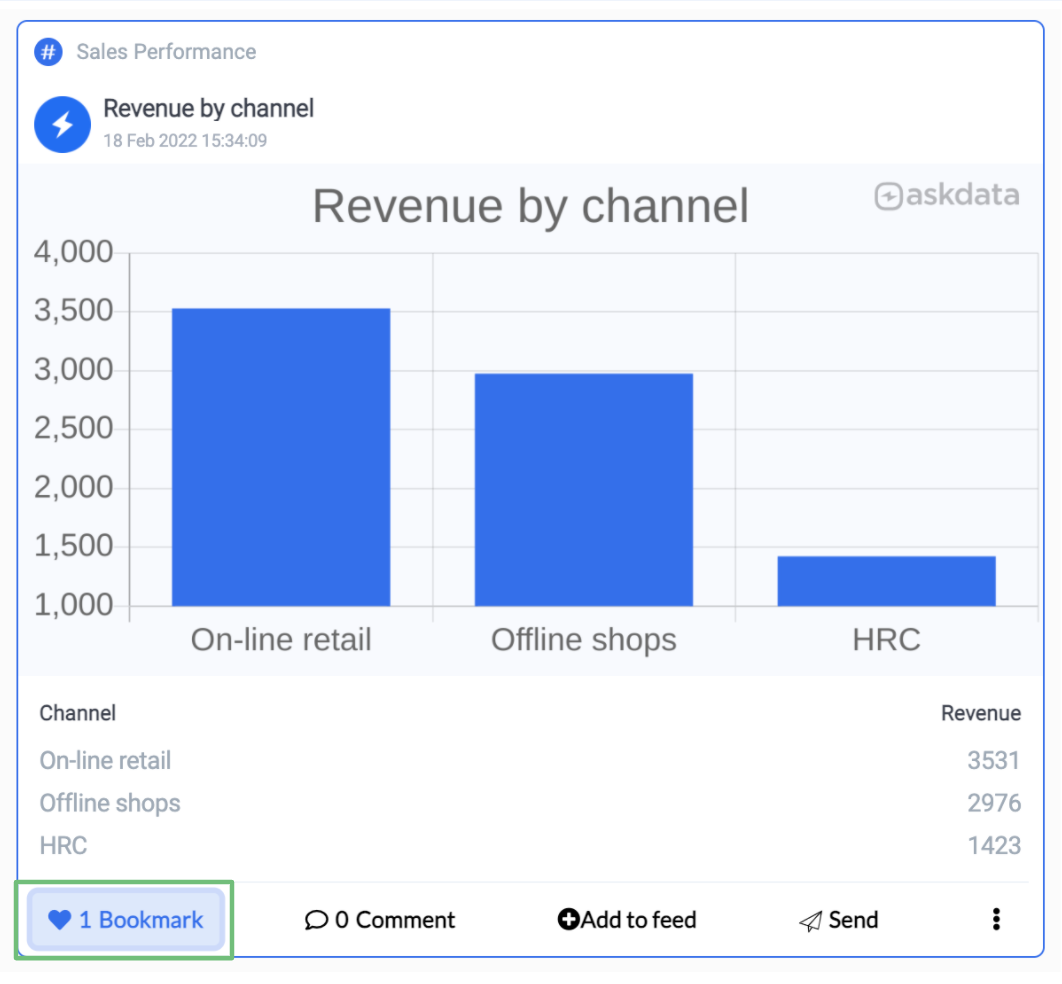 # Sales Performance
Revenue by channel
18 Feb 2022 15:34:09
Revenue by channel
askdata
4,000
3,500
3,000
2,500
2,000
1,500
1,000
On-line retail Offline shops HRC
Channel Revenue
On-line retail 3531
Offline shops 2976
HRC 1423
1 Bookmark 0 Comment Add to feed Send